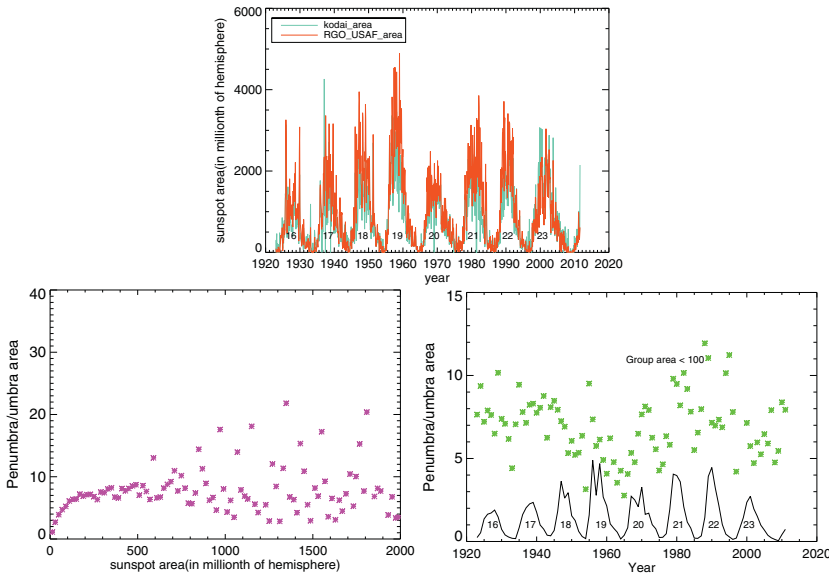 6000
4000
2000
0
sunspot area(in millionth of hemisphere)
kodai_area
RGO_USAF_area
16 17 18 19 20 21 22 23
1920 1930 1940 1950 1960 1970 1980 1990 2000 2010 2020
year
40
30
20
10
0
Penumbra/umbra area
0 500 1000 1500 2000
sunspot area(in millionth of hemisphere)
15
10
5
0
Penumbra/umbra area
Group area < 100
16 17 18 19 20 21 22 23
1920 1940 1960 1980 2000 2020
Year